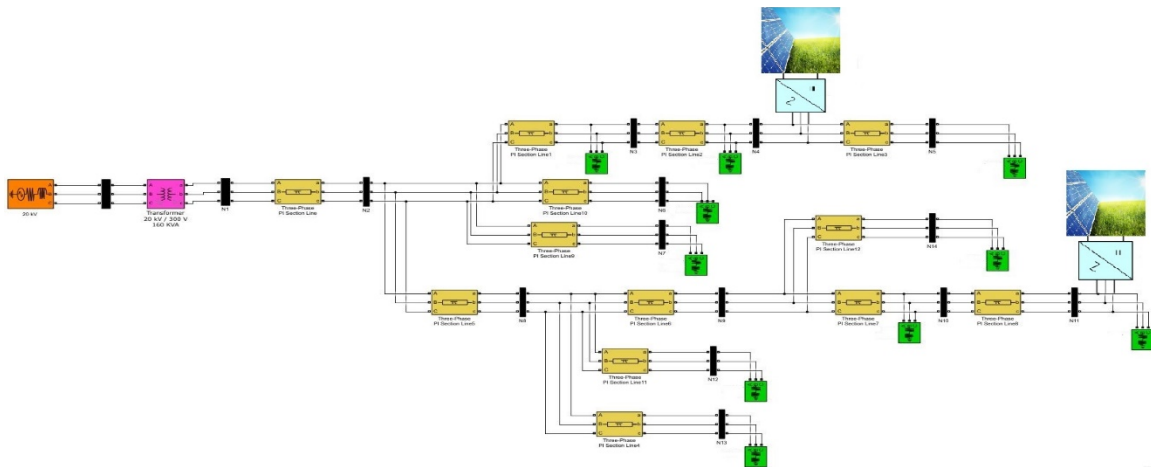 Three-Phase
PI Section Line1
N3
Three-Phase
PI Section Line2
N4
Three-Phase
PI Section Line3
N5
20 kV
Transformer
20 kV / 300 V
160 KVA
N1
Three-Phase
PI Section Line
N2
Three-Phase
PI Section Line10
N6
Three-Phase
PI Section Line9
N7
Three-Phase
PI Section Line12
N14
Three-Phase
PI Section Line5
N8
Three-Phase
PI Section Line6
N9
Three-Phase
PI Section Line7
N10
Three-Phase
PI Section Line8
N11
Three-Phase
PI Section Line11
N12
Three-Phase
PI Section Line4
N13